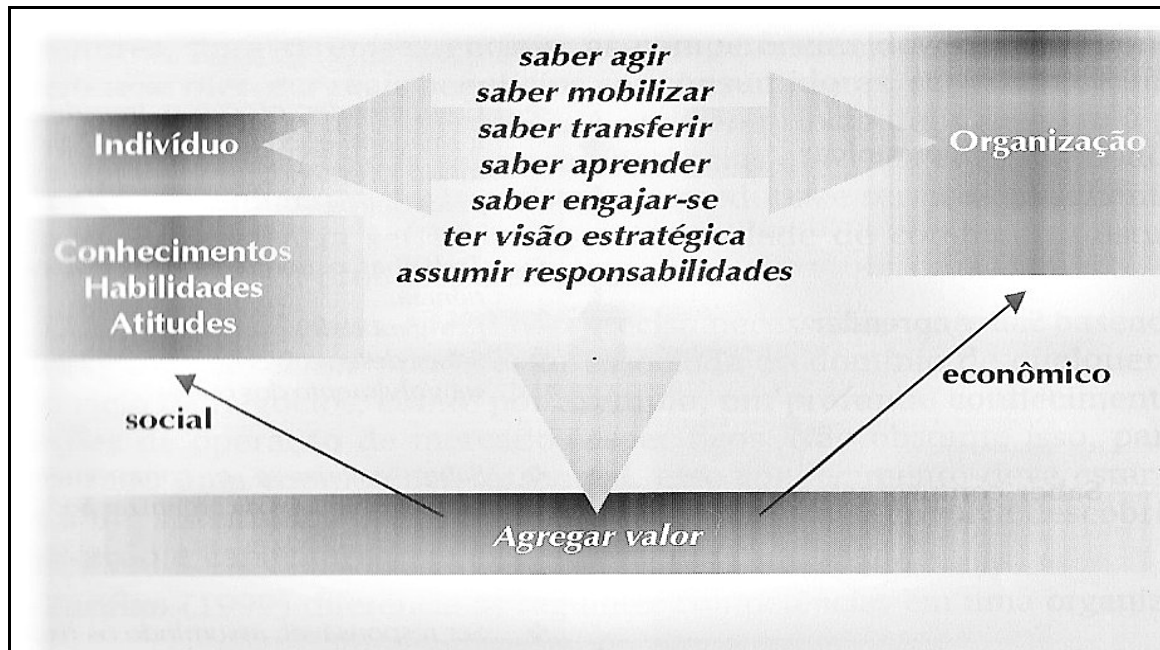 saber agir
saber mobilizar
saber transferir
saber aprender
saber engajar-se
ter visão estratégica
assumir responsabilidades
Indivíduo
Organização
Conhecimentos
Habilidades
Atitudes
social
econômico
Agregar valor